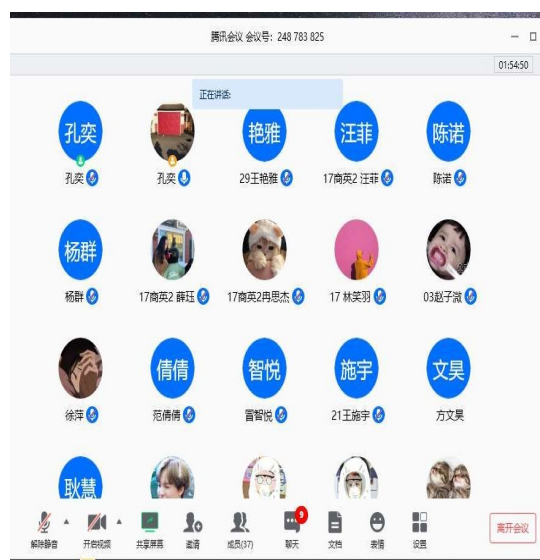 腾讯会议 会议号: 248 783 825
01:54:50
正在讲话:
孔奕 艳雅 汪菲 陈诺
孔奕 孔奕 29王艳雅 17商英2 汪菲 陈诺
杨群
杨群 17商英2 薛珏 17商英2冉思杰 17 林笑羽 03赵子微
倩倩 智悦 施宇 文昊
徐萍 范倩倩 冒智悦 21王施宇 方文昊
耿慧
9
解除静音 开启视频 共享屏幕 邀请 成员(37) 聊天 文档 表情 设置 离开会议